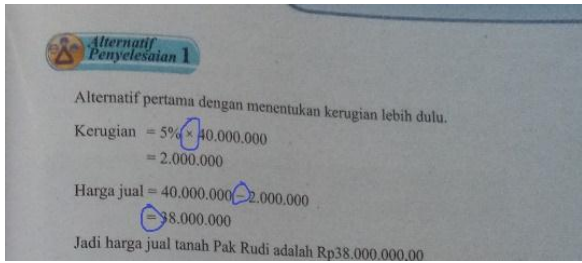 Alternatif
Penyelesaian 1
Alternatif pertama dengan menentukan kerugian lebih dulu.
Kerugian = 5% × 40.000.000
= 2.000.000
Harga jual = 40.000.000 – 2.000.000
= 38.000.000
Jadi harga jual tanah Pak Rudi adalah Rp38.000.000,00